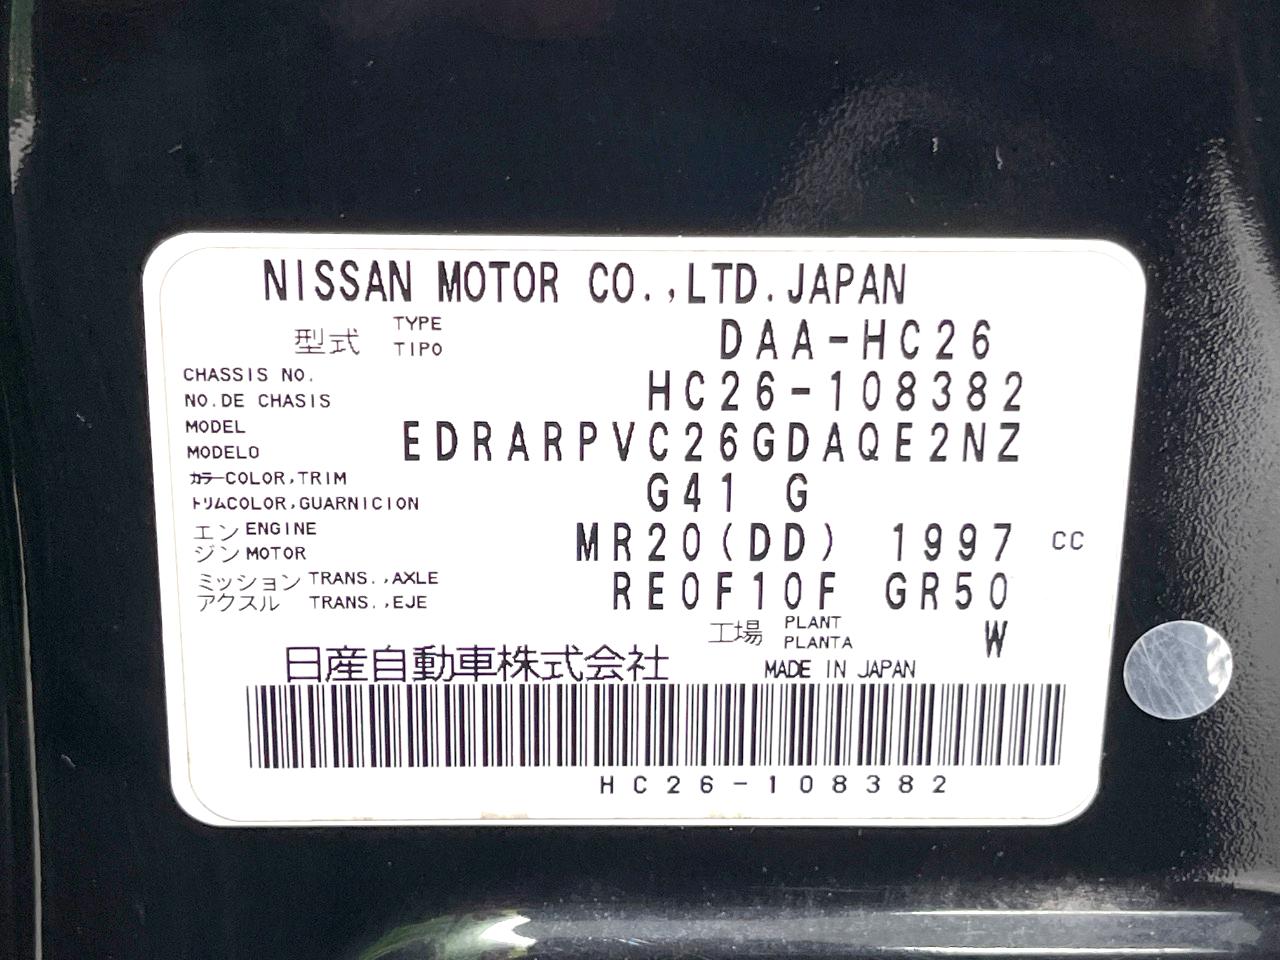 NISSAN MOTOR CO.,LTD.JAPAN
型式 TYPE TIPO DAA-HC26
CHASSIS NO. NO.DE CHASIS HC26-108382
MODEL MODELO EDRARPVC26GDAQE2NZ
カラーCOLOR,TRIM トリムCOLOR,GUARNICION G41 G
エンジン ENGINE MOTOR MR20(DD) 1997 CC
ミッション TRANS.,AXLE アクスル TRANS.,EJE RE0F10F GR50
工場 PLANT PLANTA W
日産自動車株式会社 MADE IN JAPAN
HC26-108382